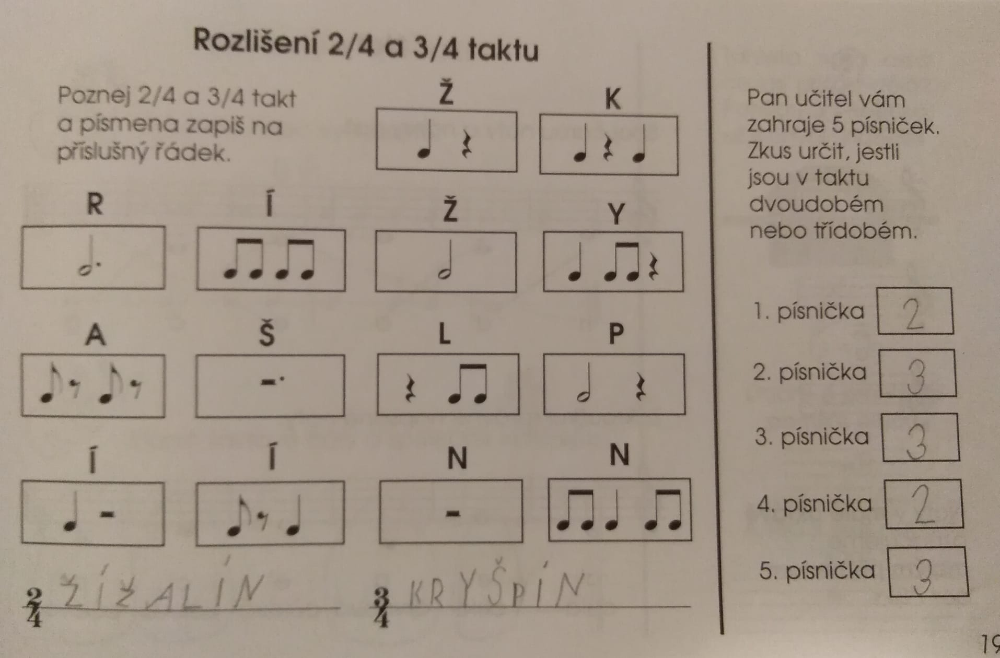 Rozlišení 2/4 a 3/4 taktu
Poznej 2/4 a 3/4 takt
a písmena zapiš na
příslušný řádek.
Ž K
R Í Ž Y
A Š L P
Í Í N N
2/4 ŽÍŽALÍN
3/4 KRYŠPÍN
Pan učitel vám
zahraje 5 písniček.
Zkus určit, jestli
jsou v taktu
dvoudobém
nebo třídobém.
1. písnička 2
2. písnička 3
3. písnička 3
4. písnička 2
5. písnička 3
19